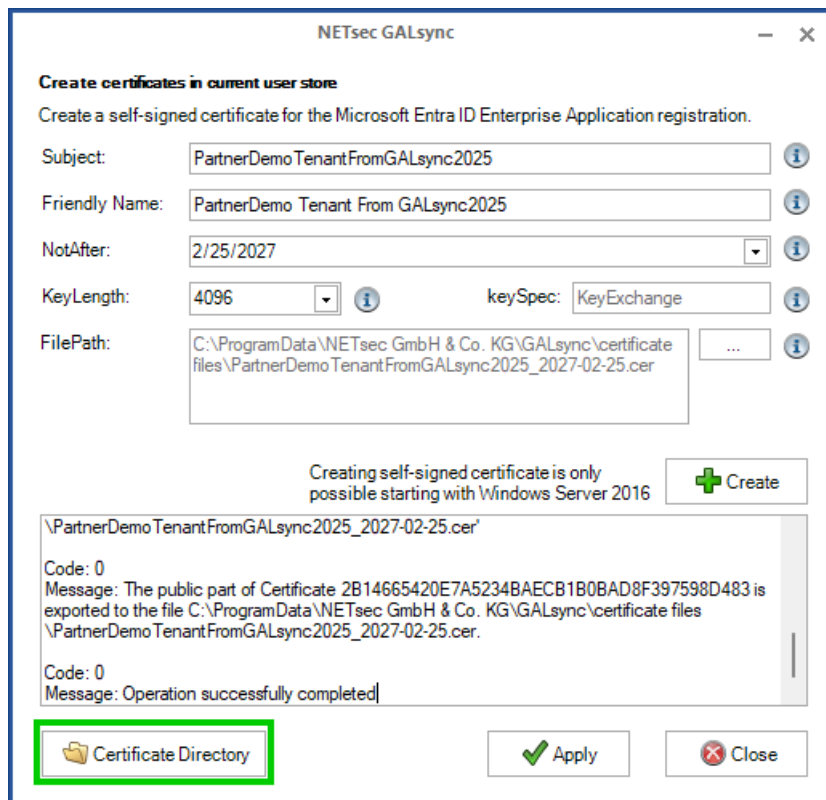 NETsec GALsync
Create certificates in current user store
Create a self-signed certificate for the Microsoft Entra ID Enterprise Application registration.
Subject: PartnerDemoTenantFromGALsync2025
Friendly Name: PartnerDemo Tenant From GALsync2025
NotAfter: 2/25/2027
KeyLength: 4096 keySpec: KeyExchange
FilePath: C:\ProgramData\NETsec GmbH & Co. KG\GALsync\certificate ...
files\PartnerDemoTenantFromGALsync2025_2027-02-25.cer
Creating self-signed certificate is only
possible starting with Windows Server 2016
Create
\PartnerDemoTenantFromGALsync2025_2027-02-25.cer'
Code: 0
Message: The public part of Certificate 2B14665420E7A5234BAECB1B0BAD8F397598D483 is
exported to the file C:\ProgramData\NETsec GmbH & Co. KG\GALsync\certificate files
\PartnerDemoTenantFromGALsync2025_2027-02-25.cer.
Code: 0
Message: Operation successfully completed
Certificate Directory Apply Close